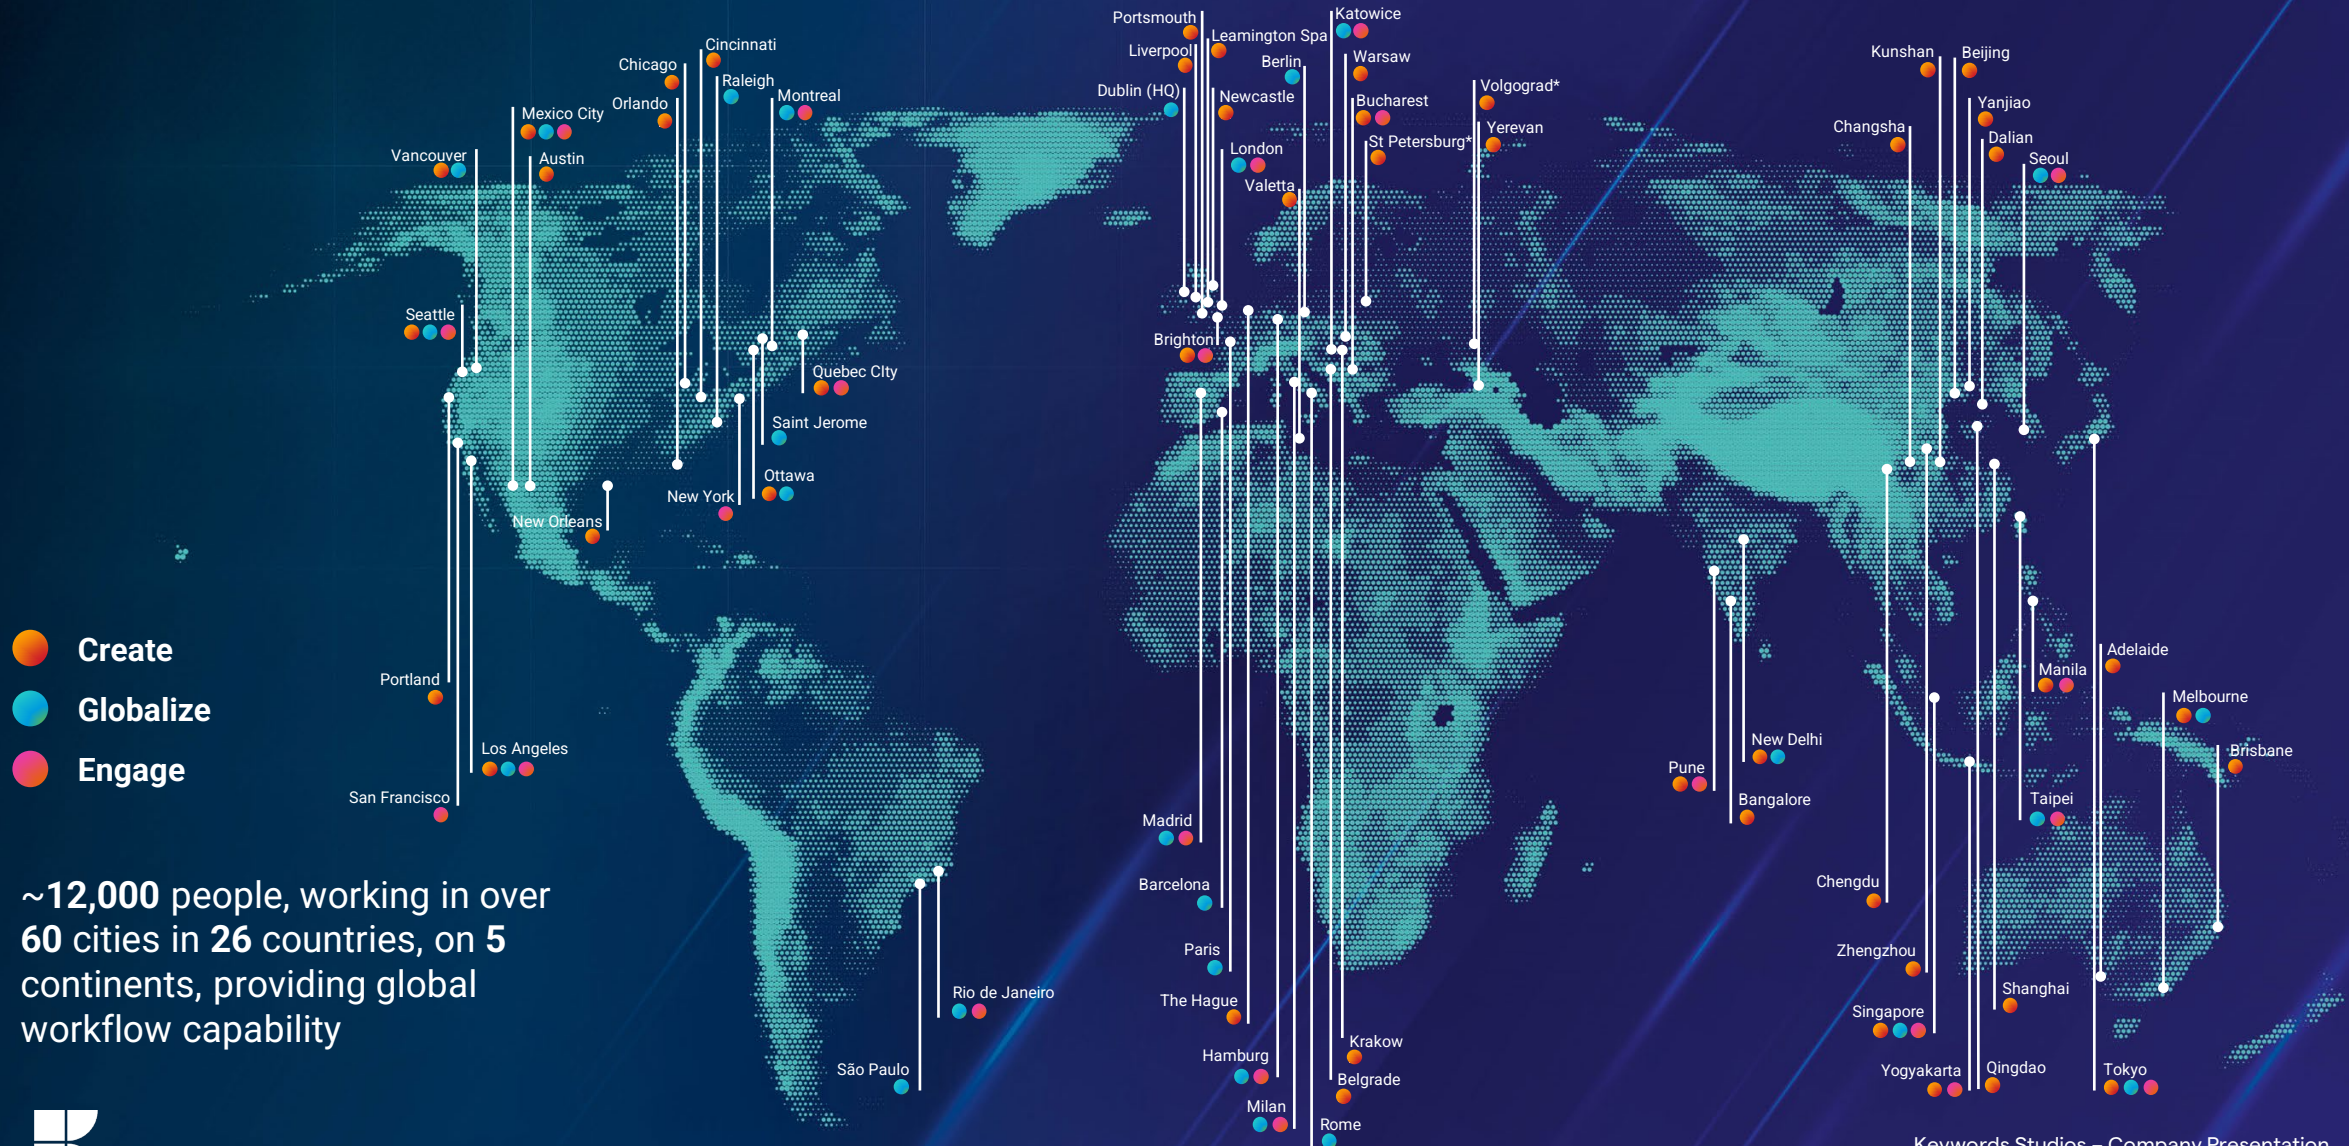 Portsmouth
Katowice
Leamington Spa
Cincinnati
Liverpool
Kunshan
Beijing
Warsaw
Chicago
Berlin
Raleigh
Volgograd*
Dublin (HQ)
Newcastle
Montreal
Bucharest
Orlando
Yanjiao
Mexico City
Changsha
Yerevan
St Petersburg*
Dalian
London
Vancouver
Austin
Seoul
Valetta
Seattle
Brighton
Quebec CIty
Saint Jerome
Ottawa
New York
New Orleans
Create
Adelaide
Manila
Portland
Melbourne
Globalize
New Delhi
Los Angeles
Brisbane
Pune
Engage
San Francisco
Bangalore
Taipei
Madrid
Chengdu
Barcelona
~12,000 people, working in over
60 cities in 26 countries, on 5
continents, providing global
workflow capability
Paris
Zhengzhou
Shanghai
Rio de Janeiro
The Hague
Singapore
Krakow
Hamburg
São Paulo
Yogyakarta
Qingdao
Tokyo
Belgrade
Milan
Rome
Keywords Studios – Company Presentation